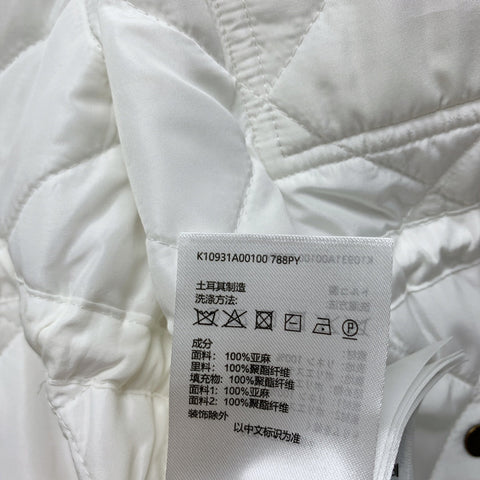 K10931A00100 788PY
土耳其制造
洗涤方法:
成分
面料: 100%亚麻
里料: 100%聚酯纤维
填充物: 100%聚酯纤维
面料1: 100%亚麻
面料2: 100%聚酯纤维
装饰除外
以中文标识为准